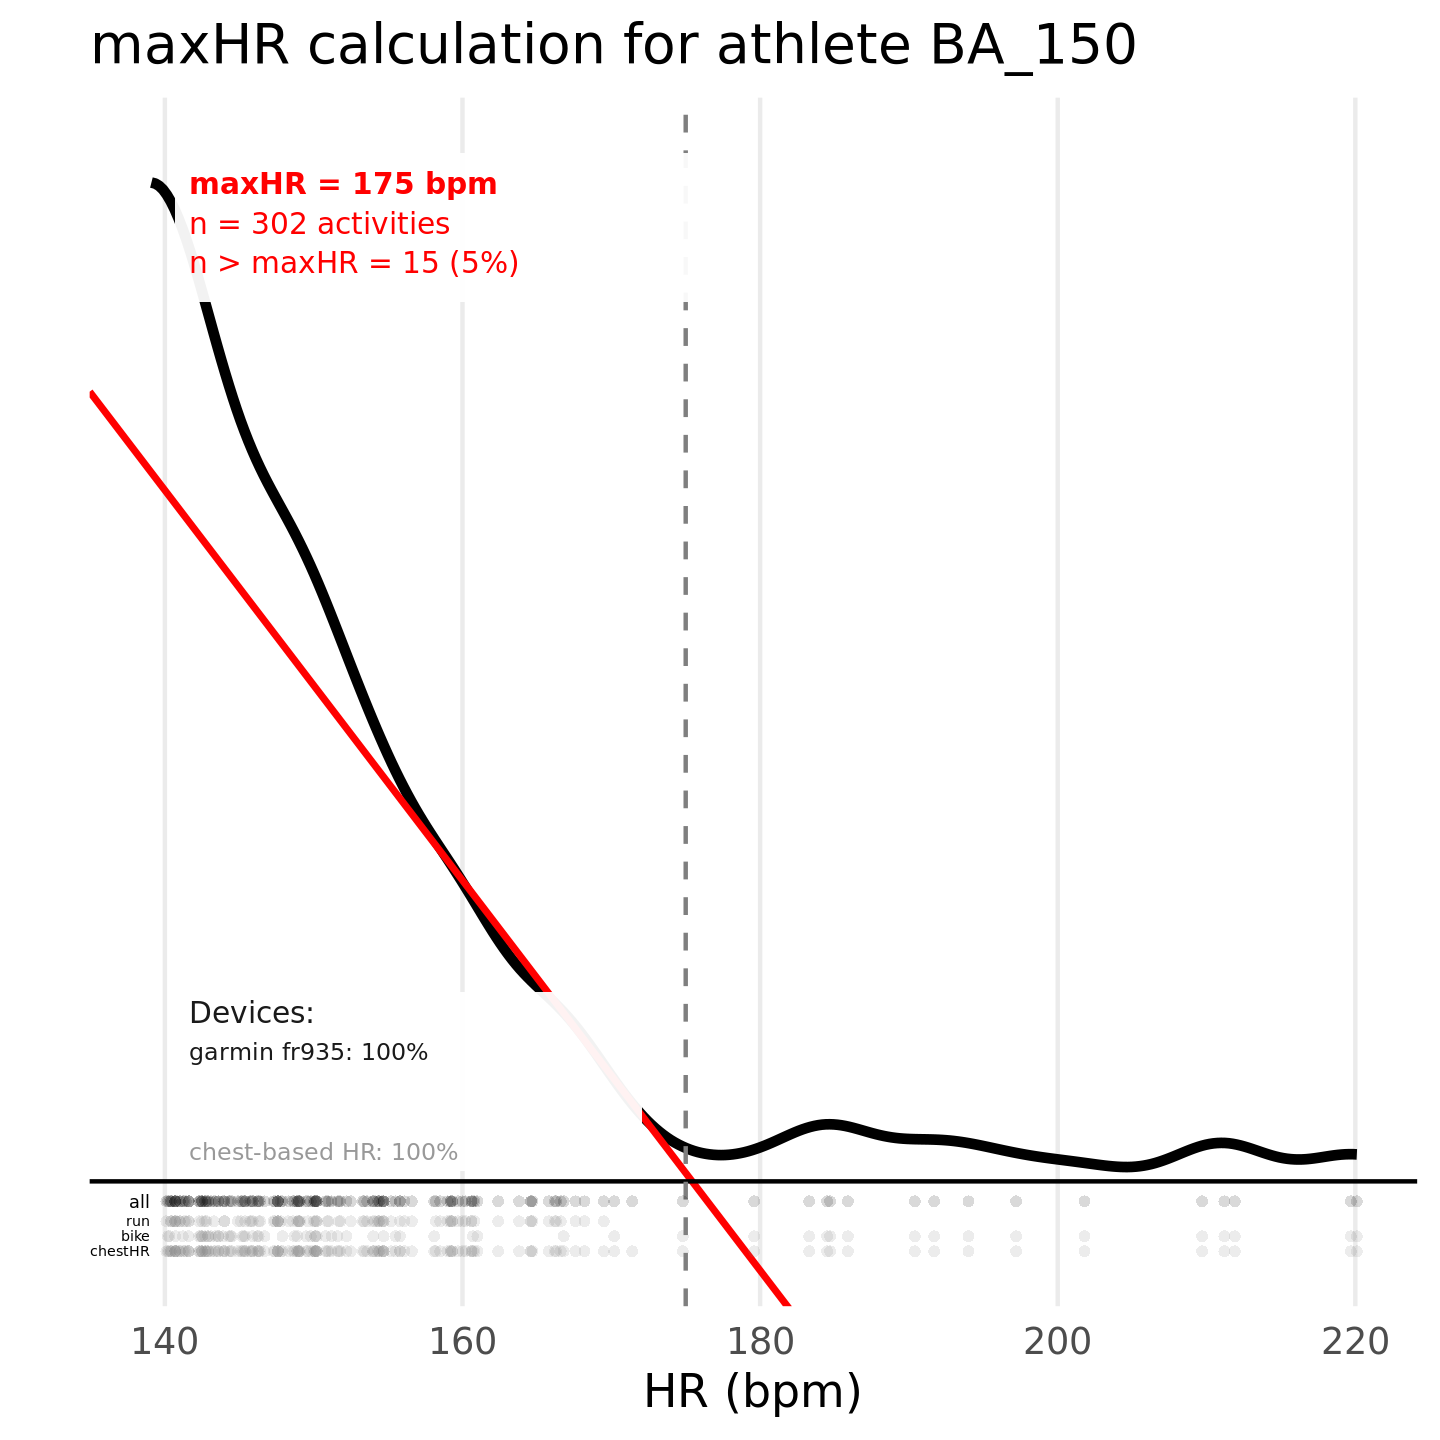 maxHR calculation for athlete BA_150
maxHR = 175 bpm
n = 302 activities
n > maxHR = 15 (5%)
Devices:
garmin fr935: 100%
chest-based HR: 100%
all
run
bike
chestHR
140 160 180 200 220
HR (bpm)